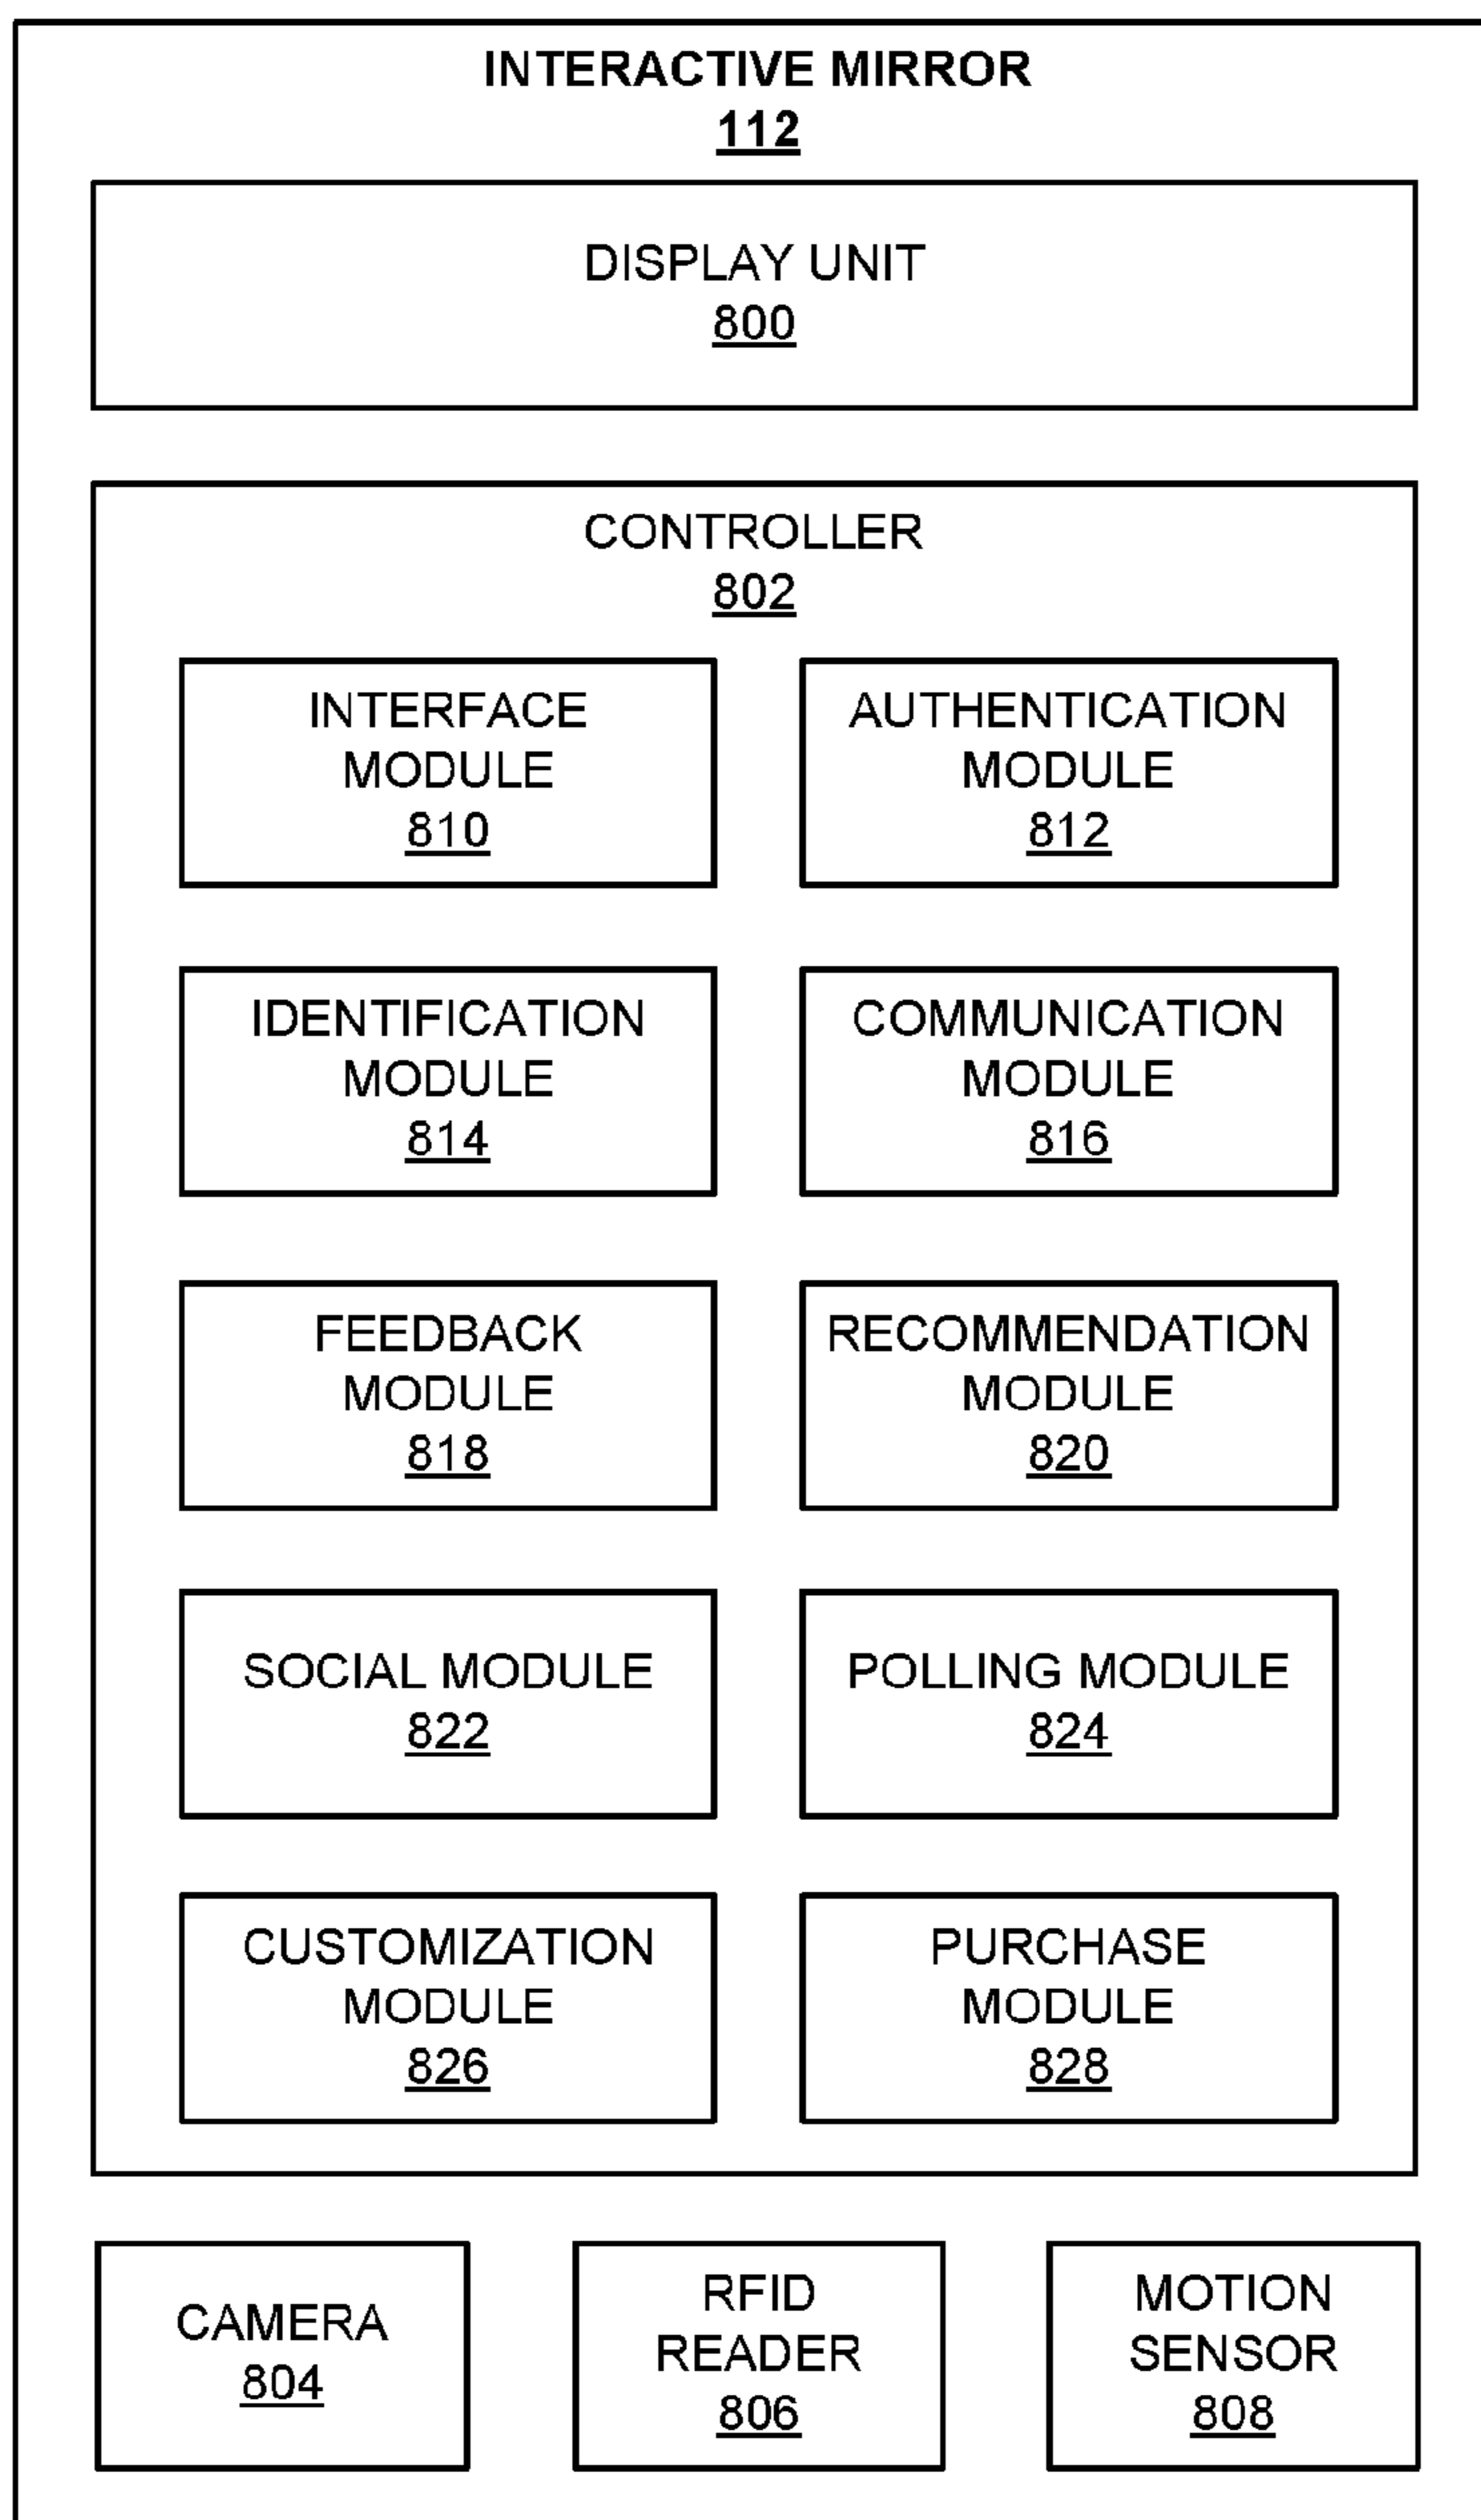 INTERACTIVE MIRROR
112
DISPLAY UNIT
800
CONTROLLER
802
INTERFACE
MODULE
810
AUTHENTICATION
MODULE
812
IDENTIFICATION
MODULE
814
COMMUNICATION
MODULE
816
FEEDBACK
MODULE
818
RECOMMENDATION
MODULE
820
SOCIAL MODULE
822
POLLING MODULE
824
CUSTOMIZATION
MODULE
826
PURCHASE
MODULE
828
CAMERA
804
RFID
READER
806
MOTION
SENSOR
808